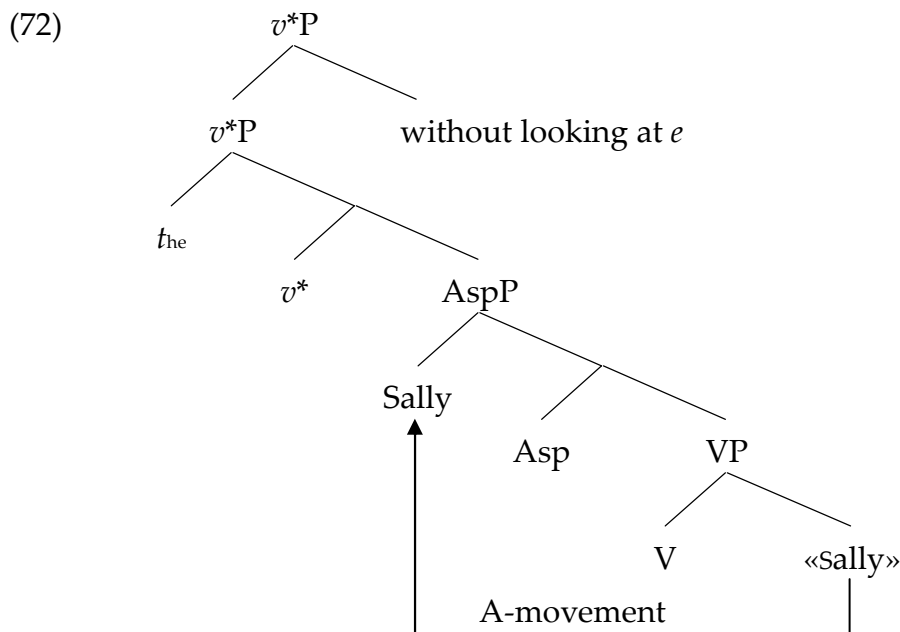 (72) v*P
v*P without looking at e
the
v* AspP
Sally
Asp VP
V «Sally»
A-movement